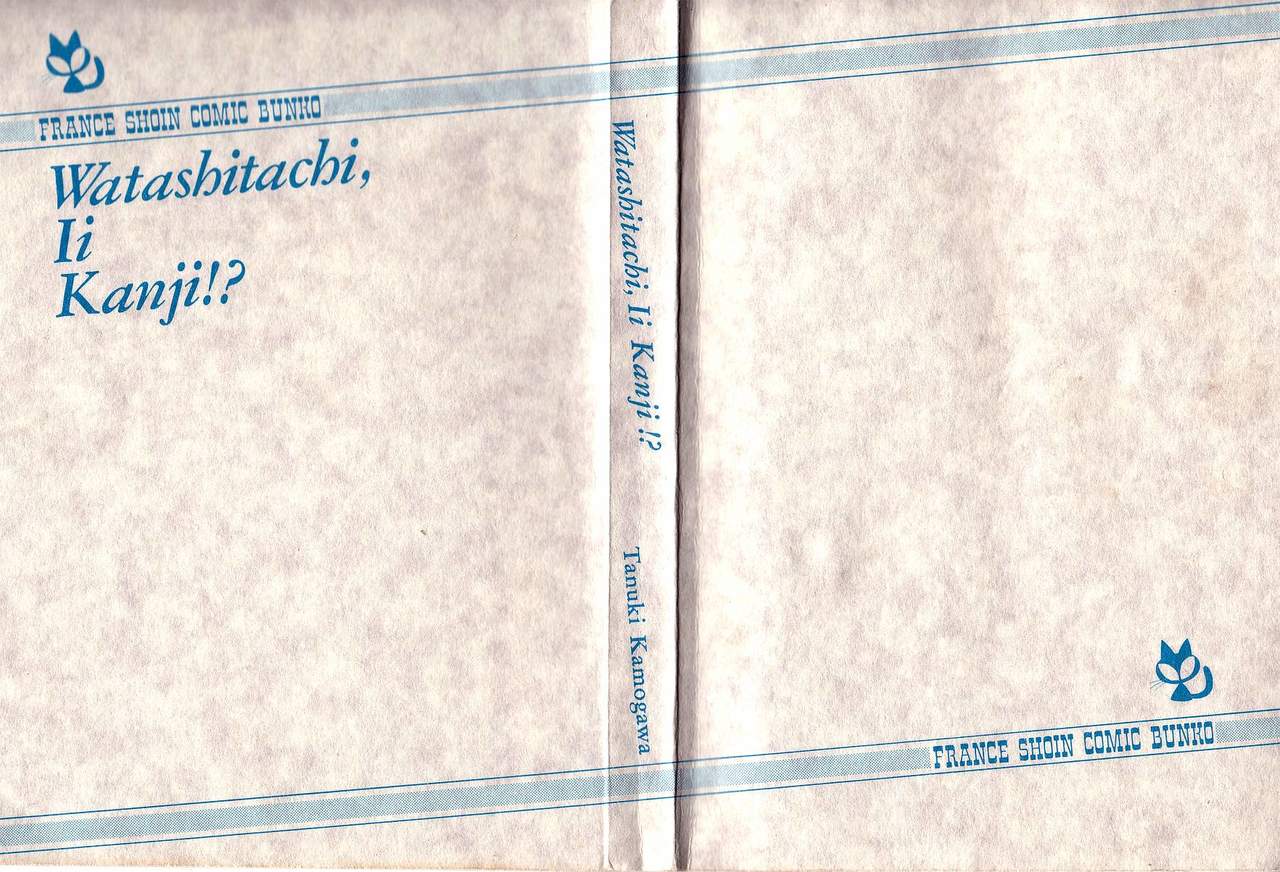 FRANCE SHOIN COMIC BUNKO
Watashitachi,
Ii
Kanji!?
Watashitachi, Ii Kanji !?
Tanuki Kamogawa
FRANCE SHOIN COMIC BUNKO